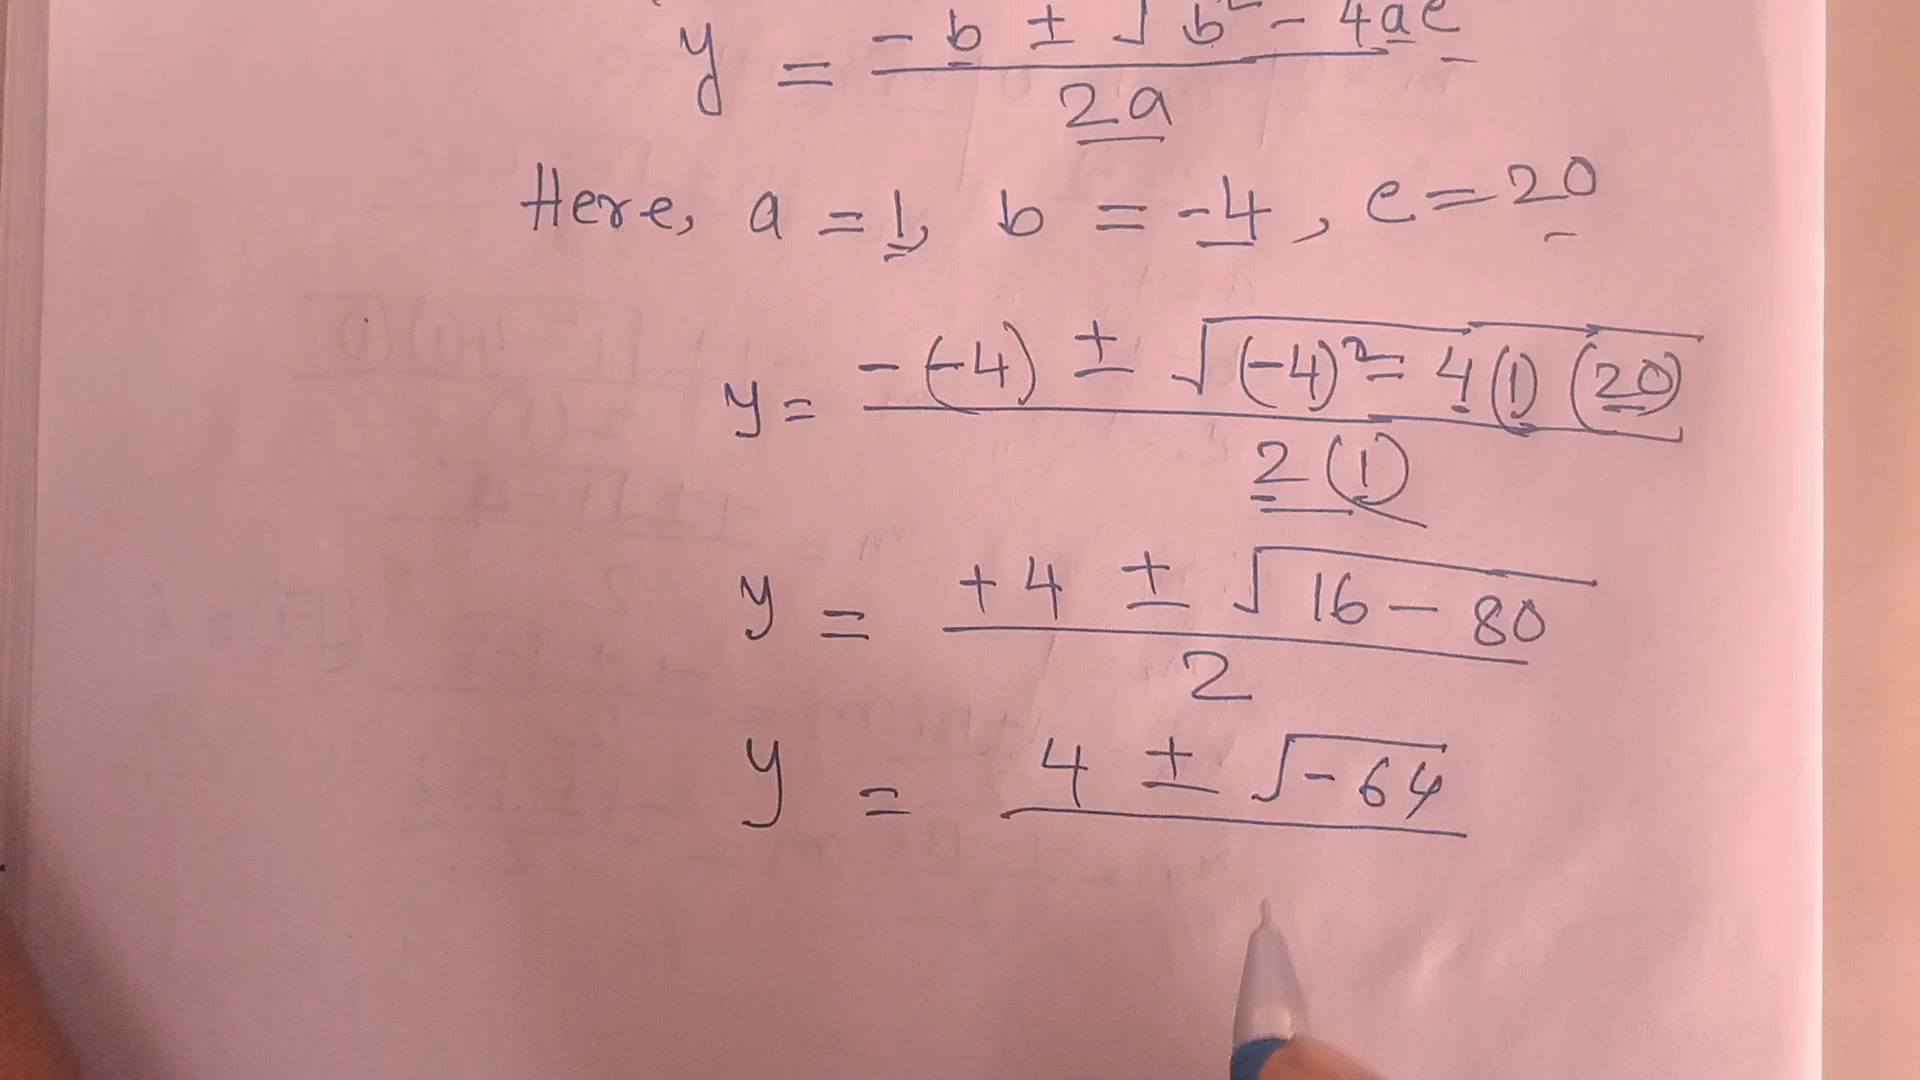 y = -b ± √b² - 4ac / 2a
Here, a = 1, b = -4, c = 20
y = -(-4) ± √(-4)² - 4(1)(20) / 2(1)
y = +4 ± √16 - 80 / 2
y = 4 ± √-64